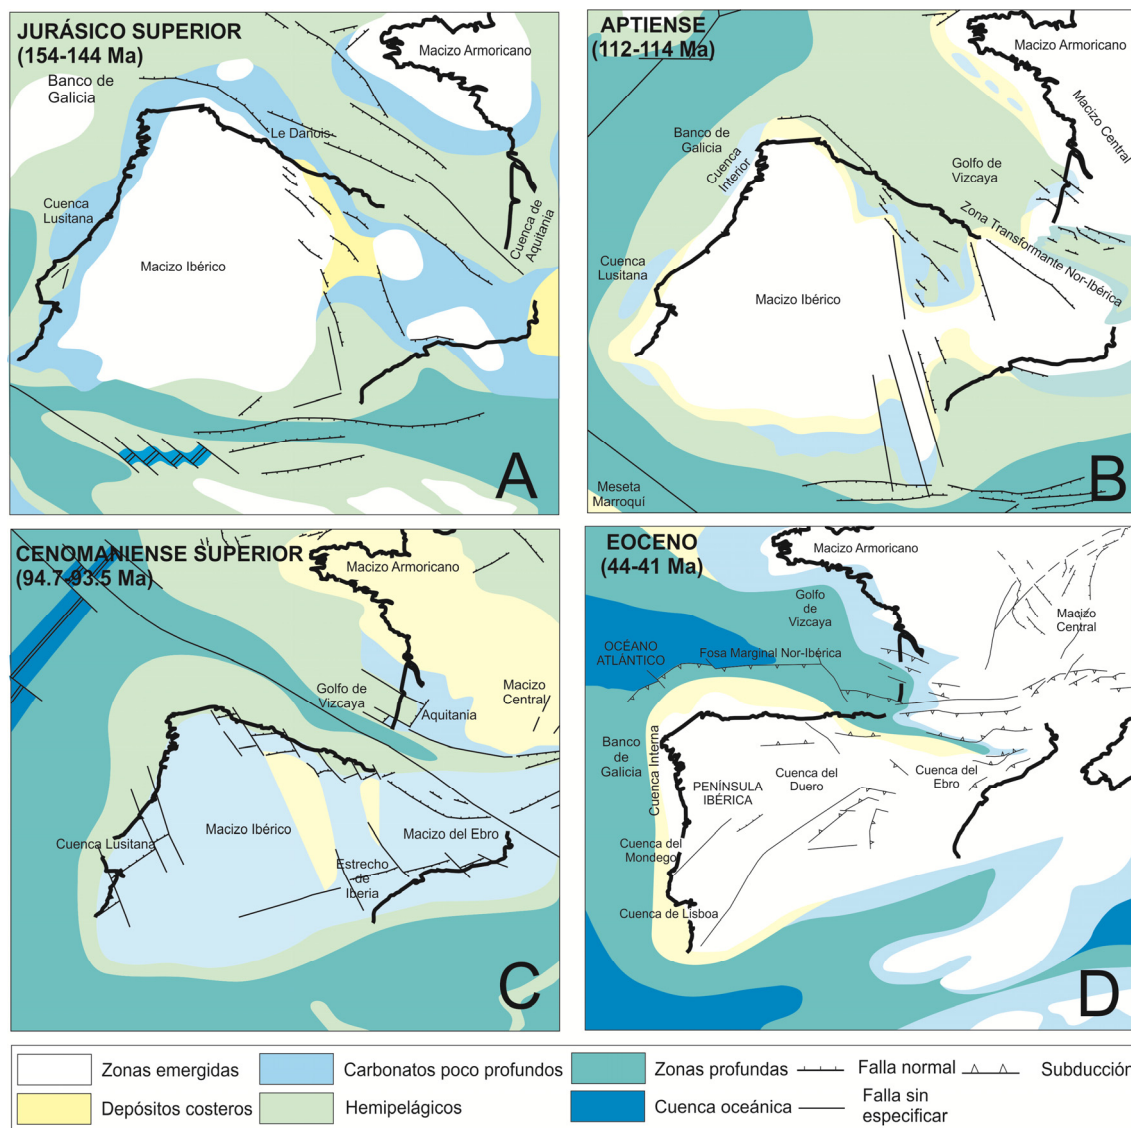 JURÁSICO SUPERIOR
(154-144 Ma)
Macizo Armoricano
Banco de
Galicia
Le Danois
Cuenca
Lusitana
Cuenca de
Aquitania
Macizo Ibérico
A
APTIENSE
(112-114 Ma)
Macizo Armoricano
Macizo Central
Banco de
Galicia
Cuenca
Interior
Golfo de
Vizcaya
Zona Transformante Nor-Ibérica
Cuenca
Lusitana
Macizo Ibérico
Meseta
Marroquí
B
CENOMANIENSE SUPERIOR
(94.7-93.5 Ma)
Macizo Armoricano
Golfo de
Vizcaya
Aquitania
Macizo
Central
Macizo Ibérico
Macizo del Ebro
Cuenca Lusitana
Estrecho
de
Iberia
C
EOCENO
(44-41 Ma)
Macizo Armoricano
Golfo
de
Vizcaya
Macizo
Central
OCÉANO
ATLÁNTICO
Fosa Marginal Nor-Ibérica
Banco
de
Galicia
Cuenca Interna
PENÍNSULA
IBÉRICA
Cuenca del
Duero
Cuenca del
Ebro
Cuenca del
Mondego
Cuenca de Lisboa
D
Zonas emergidas
Carbonatos poco profundos
Zonas profundas
Falla normal
Subducción
Depósitos costeros
Hemipelágicos
Cuenca oceánica
Falla sin
especificar